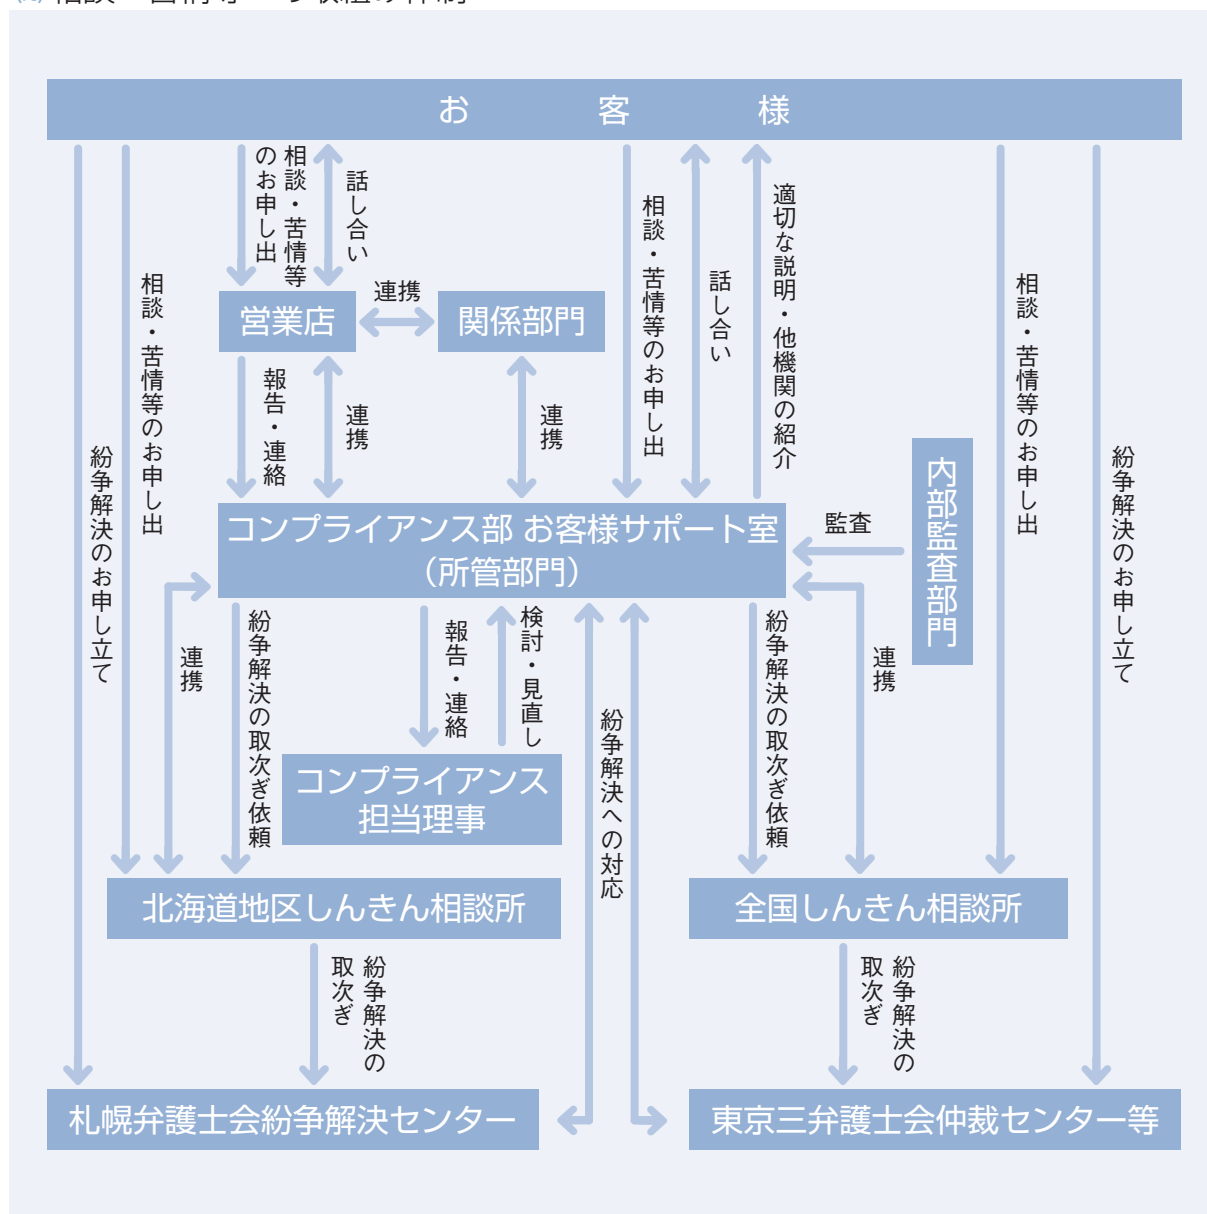 お客様
相談・苦情等
のお申し出
話し合い
相談・苦情等のお申し出
話し合い
適切な説明・他機関の紹介
相談・苦情等のお申し出
紛争解決のお申し立て
相談・苦情等のお申し出
紛争解決のお申し立て
営業店
連携
関係部門
報告・連絡
連携
連携
内部監査部門
監査
コンプライアンス部 お客様サポート室
（所管部門）
連携
紛争解決の取次ぎ依頼
報告・連絡
検討・見直し
紛争解決への対応
紛争解決の取次ぎ依頼
連携
コンプライアンス
担当理事
北海道地区しんきん相談所
全国しんきん相談所
紛争解決の
取次ぎ
紛争解決の
取次ぎ
札幌弁護士会紛争解決センター
東京三弁護士会仲裁センター等